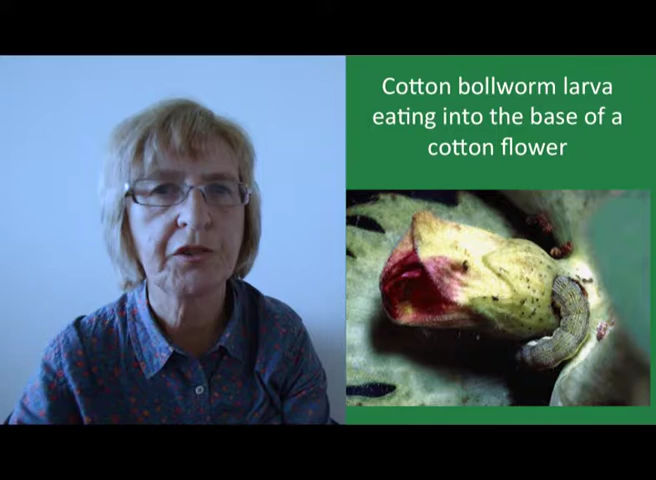 Cotton bollworm larva
eating into the base of a
cotton flower